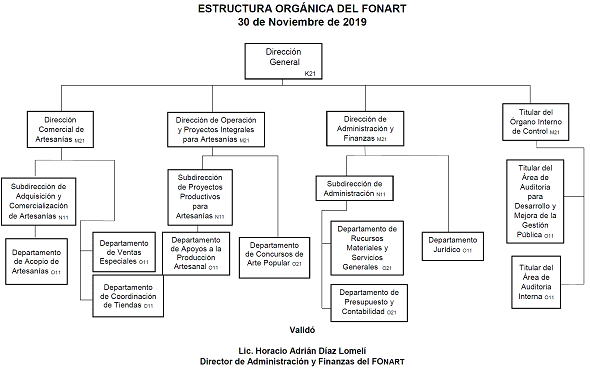 ESTRUCTURA ORGÁNICA DEL FONART
30 de Noviembre de 2019
Dirección
General
K21
Dirección
Comercial de
Artesanías M21
Dirección de Operación
y Proyectos Integrales
para Artesanías M21
Dirección de
Administración y
Finanzas M21
Titular del
Órgano Interno
de Control M21
Subdirección de
Adquisición y
Comercialización
de Artesanías N11
Subdirección
de Proyectos
Productivos
para
Artesanías N11
Subdirección de
Administración N11
Titular del
Área de
Auditoria
para
Desarrollo y
Mejora de la
Gestión
Pública O11
Departamento
de Acopio de
Artesanías O11
Departamento
de Ventas
Especiales O11
Departamento
de Apoyos a la
Producción
Artesanal O11
Departamento
de Concursos de
Arte Popular O21
Departamento
de Recursos
Materiales y
Servicios
Generales O21
Departamento
Jurídico O11
Departamento
de Coordinación
de Tiendas O11
Departamento de
Presupuesto y
Contabilidad O21
Titular del
Área de
Auditoria
Interna O11
Validó
Lic. Horacio Adrián Díaz Lomelí
Director de Administración y Finanzas del FONART